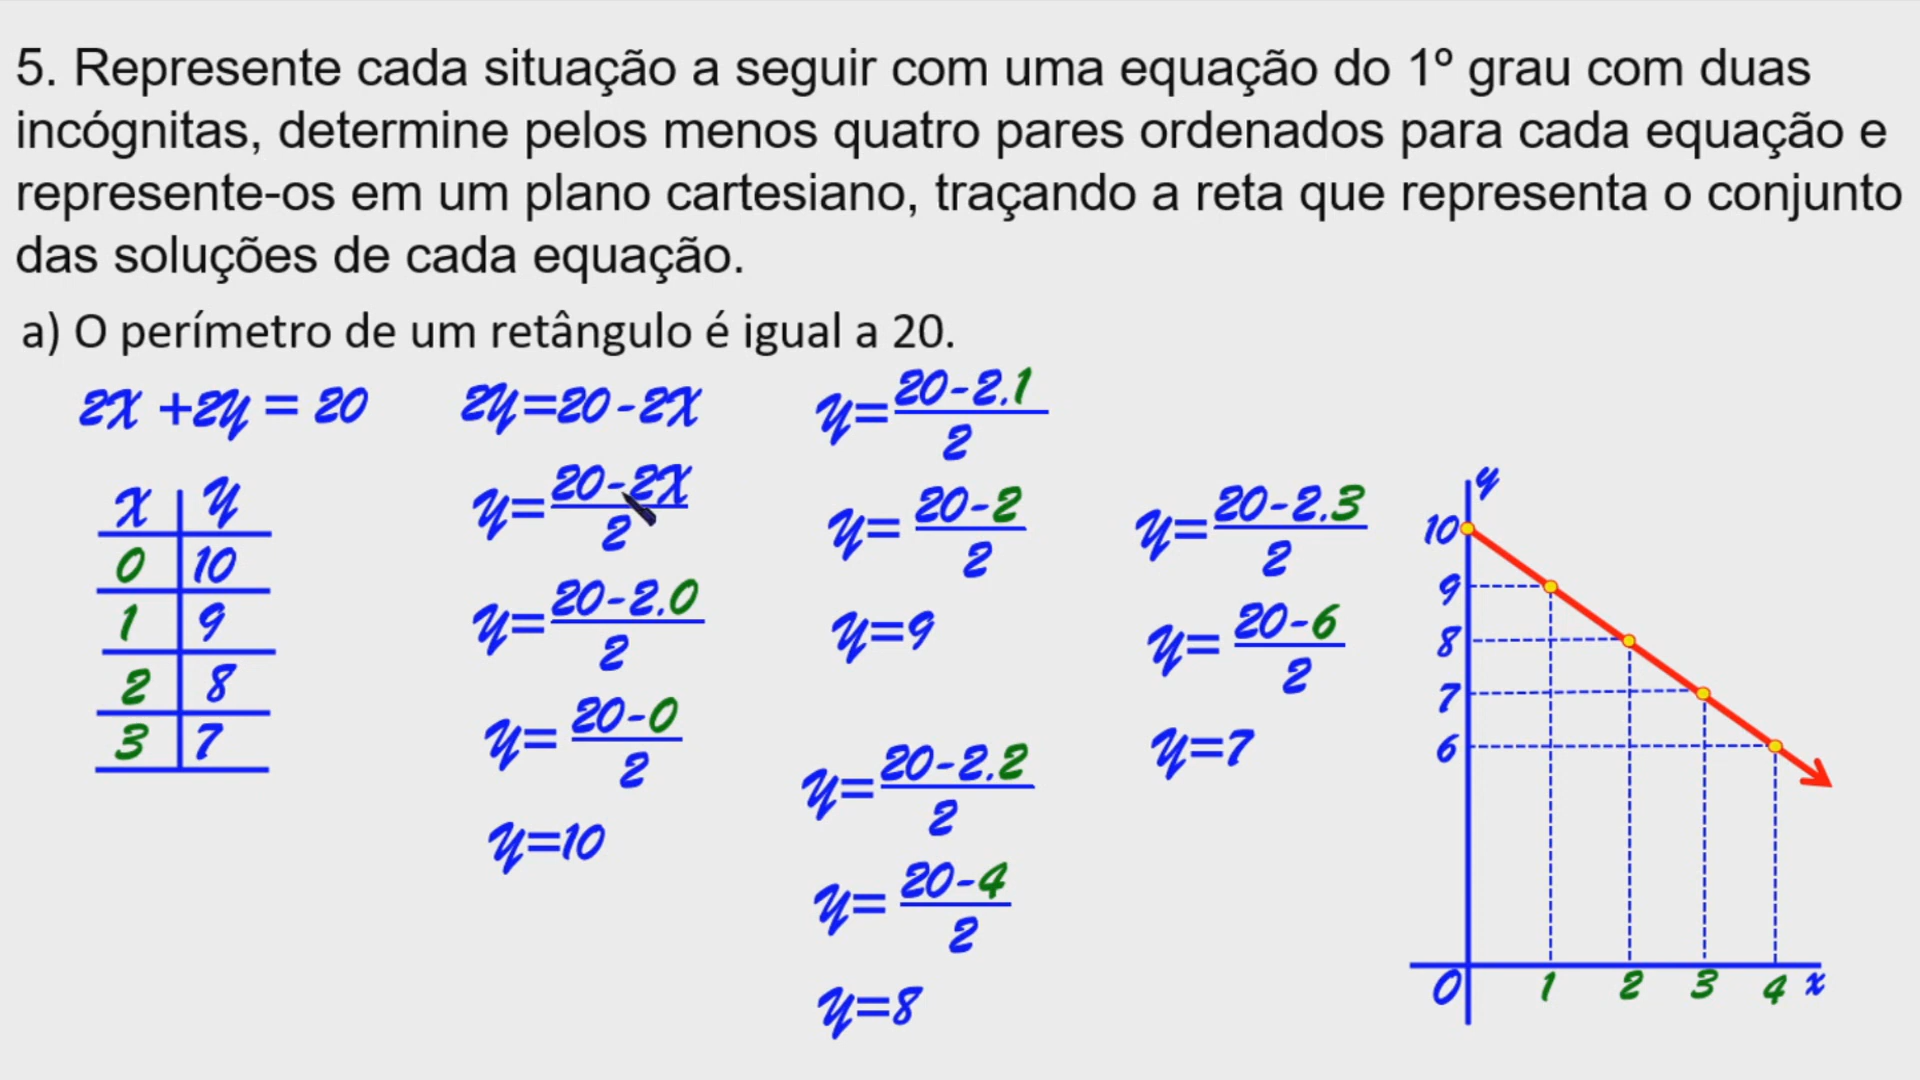 5. Represente cada situação a seguir com uma equação do 1º grau com duas
incógnitas, determine pelos menos quatro pares ordenados para cada equação e
represente-os em um plano cartesiano, traçando a reta que representa o conjunto
das soluções de cada equação.
a) O perímetro de um retângulo é igual a 20.
2X +2y = 20
X y
0 10
1 9
2 8
3 7
2y=20-2X
y=20-2X
2
y=20-2.0
2
y=20-0
2
y=10
y=20-2.1
2
y=20-2
2
y=9
y=20-2.2
2
y=20-4
2
y=8
y=20-2.3
2
y=20-6
2
y=7
y
10
9
8
7
6
0 1 2 3 4 x